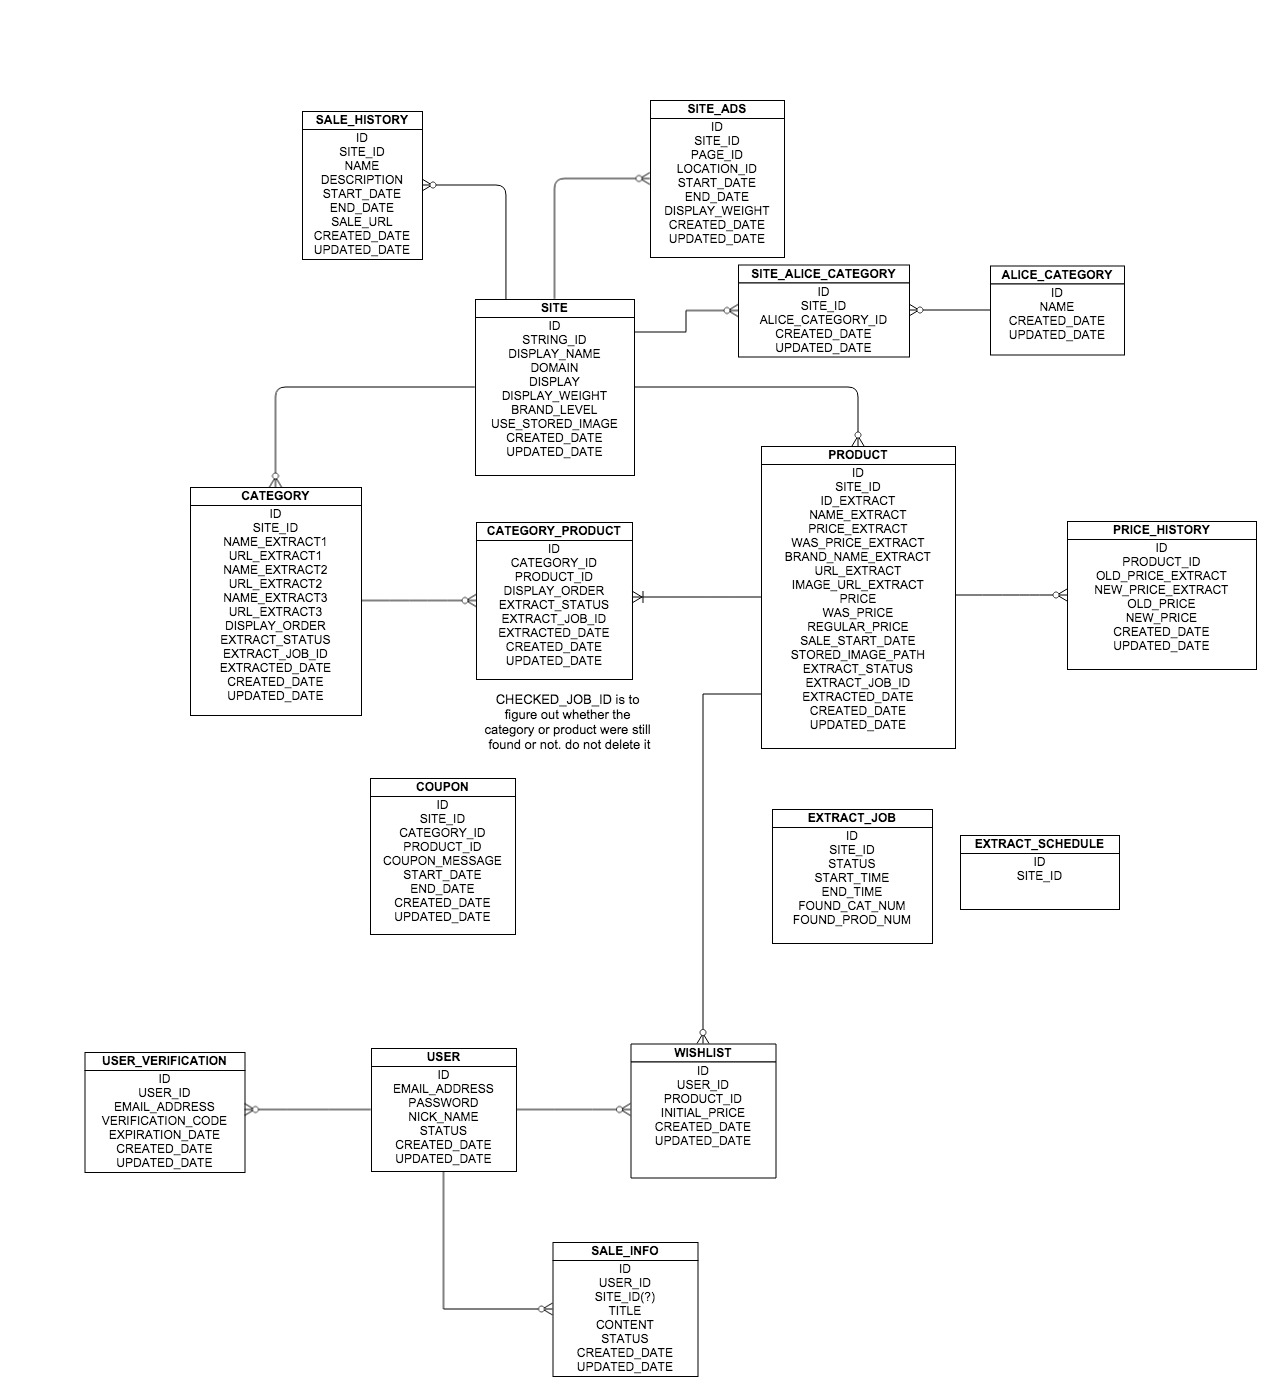 SALE_HISTORY
ID
SITE_ID
NAME
DESCRIPTION
START_DATE
END_DATE
SALE_URL
CREATED_DATE
UPDATED_DATE
SITE_ADS
ID
SITE_ID
PAGE_ID
LOCATION_ID
START_DATE
END_DATE
DISPLAY_WEIGHT
CREATED_DATE
UPDATED_DATE
SITE_ALICE_CATEGORY
ID
SITE_ID
ALICE_CATEGORY_ID
CREATED_DATE
UPDATED_DATE
ALICE_CATEGORY
ID
NAME
CREATED_DATE
UPDATED_DATE
SITE
ID
STRING_ID
DISPLAY_NAME
DOMAIN
DISPLAY
DISPLAY_WEIGHT
BRAND_LEVEL
USE_STORED_IMAGE
CREATED_DATE
UPDATED_DATE
CATEGORY
ID
SITE_ID
NAME_EXTRACT1
URL_EXTRACT1
NAME_EXTRACT2
URL_EXTRACT2
NAME_EXTRACT3
URL_EXTRACT3
DISPLAY_ORDER
EXTRACT_STATUS
EXTRACT_JOB_ID
EXTRACTED_DATE
CREATED_DATE
UPDATED_DATE
CATEGORY_PRODUCT
ID
CATEGORY_ID
PRODUCT_ID
DISPLAY_ORDER
EXTRACT_STATUS
EXTRACT_JOB_ID
EXTRACTED_DATE
CREATED_DATE
UPDATED_DATE
CHECKED_JOB_ID is to
figure out whether the
category or product were still
found or not. do not delete it
PRODUCT
ID
SITE_ID
ID_EXTRACT
NAME_EXTRACT
PRICE_EXTRACT
WAS_PRICE_EXTRACT
BRAND_NAME_EXTRACT
URL_EXTRACT
IMAGE_URL_EXTRACT
PRICE
WAS_PRICE
REGULAR_PRICE
SALE_START_DATE
STORED_IMAGE_PATH
EXTRACT_STATUS
EXTRACT_JOB_ID
EXTRACTED_DATE
CREATED_DATE
UPDATED_DATE
PRICE_HISTORY
ID
PRODUCT_ID
OLD_PRICE_EXTRACT
NEW_PRICE_EXTRACT
OLD_PRICE
NEW_PRICE
CREATED_DATE
UPDATED_DATE
COUPON
ID
SITE_ID
CATEGORY_ID
PRODUCT_ID
COUPON_MESSAGE
START_DATE
END_DATE
CREATED_DATE
UPDATED_DATE
EXTRACT_JOB
ID
SITE_ID
STATUS
START_TIME
END_TIME
FOUND_CAT_NUM
FOUND_PROD_NUM
EXTRACT_SCHEDULE
ID
SITE_ID
USER_VERIFICATION
ID
USER_ID
EMAIL_ADDRESS
VERIFICATION_CODE
EXPIRATION_DATE
CREATED_DATE
UPDATED_DATE
USER
ID
EMAIL_ADDRESS
PASSWORD
NICK_NAME
STATUS
CREATED_DATE
UPDATED_DATE
WISHLIST
ID
USER_ID
PRODUCT_ID
INITIAL_PRICE
CREATED_DATE
UPDATED_DATE
SALE_INFO
ID
USER_ID
SITE_ID(?)
TITLE
CONTENT
STATUS
CREATED_DATE
UPDATED_DATE